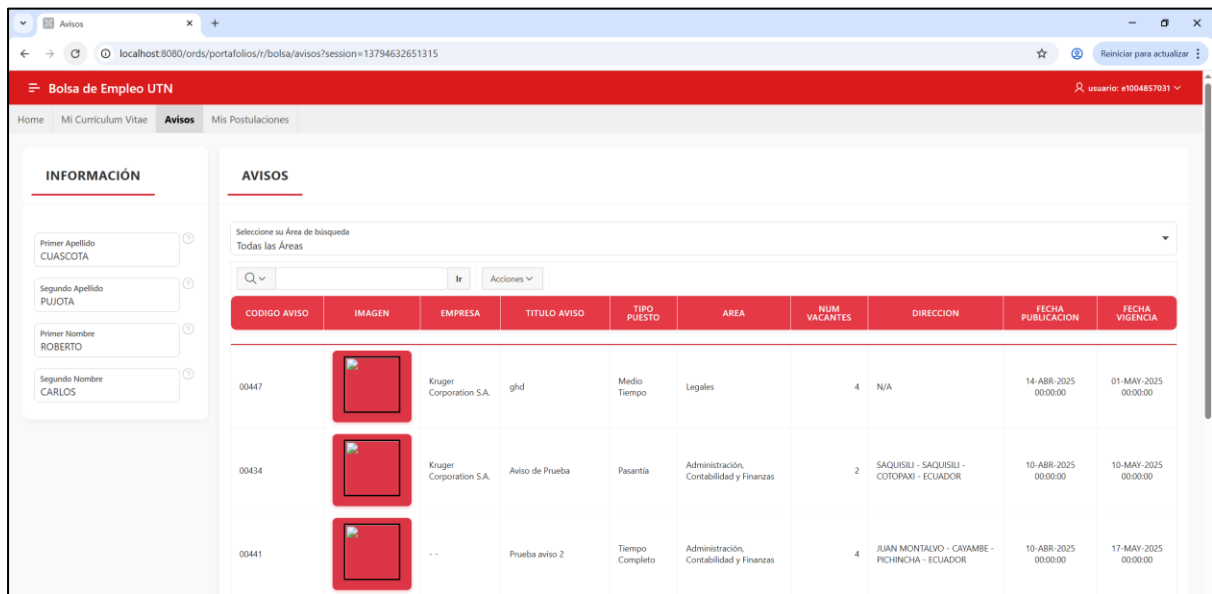 Avisos
localhost:8080/ords/portafolios/r/bolsa/avisos?session=13794632651315
Reiniciar para actualizar
Bolsa de Empleo UTN
usuario: e1004857031
Home Mi Curriculum Vitae Avisos Mis Postulaciones
INFORMACIÓN
Primer Apellido
CUASCOTA
Segundo Apellido
PUJOTA
Primer Nombre
ROBERTO
Segundo Nombre
CARLOS
AVISOS
Seleccione su Área de búsqueda
Todas las Áreas
Ir Acciones
CODIGO AVISO IMAGEN EMPRESA TITULO AVISO TIPO PUESTO AREA NUM VACANTES DIRECCION FECHA PUBLICACION FECHA VIGENCIA
00447 Kruger Corporation S.A. ghd Medio Tiempo Legales 4 N/A 14-ABR-2025 00:00:00 01-MAY-2025 00:00:00
00434 Kruger Corporation S.A. Aviso de Prueba Pasantía Administración, Contabilidad y Finanzas 2 SAQUISILI - SAQUISILI - COTOPAXI - ECUADOR 10-ABR-2025 00:00:00 10-MAY-2025 00:00:00
00441 - - Prueba aviso 2 Tiempo Completo Administración, Contabilidad y Finanzas 4 JUAN MONTALVO - CAYAMBE - PICHINCHA - ECUADOR 10-ABR-2025 00:00:00 17-MAY-2025 00:00:00